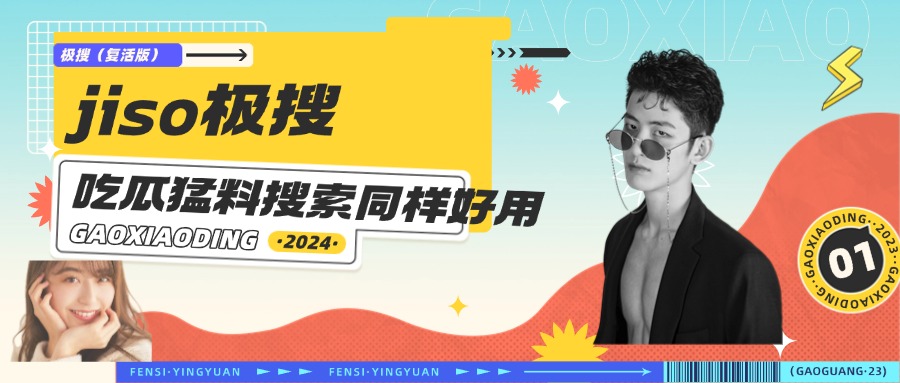 GAOXIAO
极搜（复活版）
jiso极搜
吃瓜猛料搜索同样好用
GAOXIAODING ·2024·
GAOXIAODING··2023··GAOXIAODING··
01
FENSI·YINGYUAN FENSI·YINGYUAN (GAOGUANG·23)